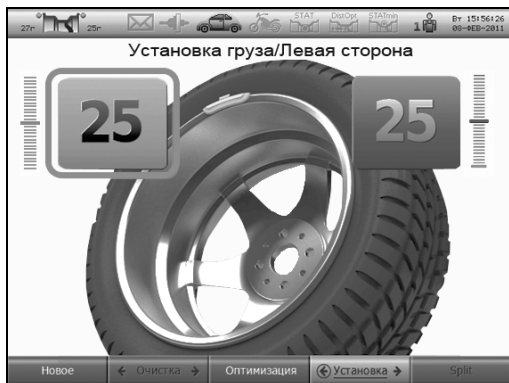 27г 25г STAT DistOpt STATmin 1 Вт 15:56:26
08-ФЕВ-2011
Установка груза/Левая сторона
25 25
Новое Очистка Оптимизация Установка Split